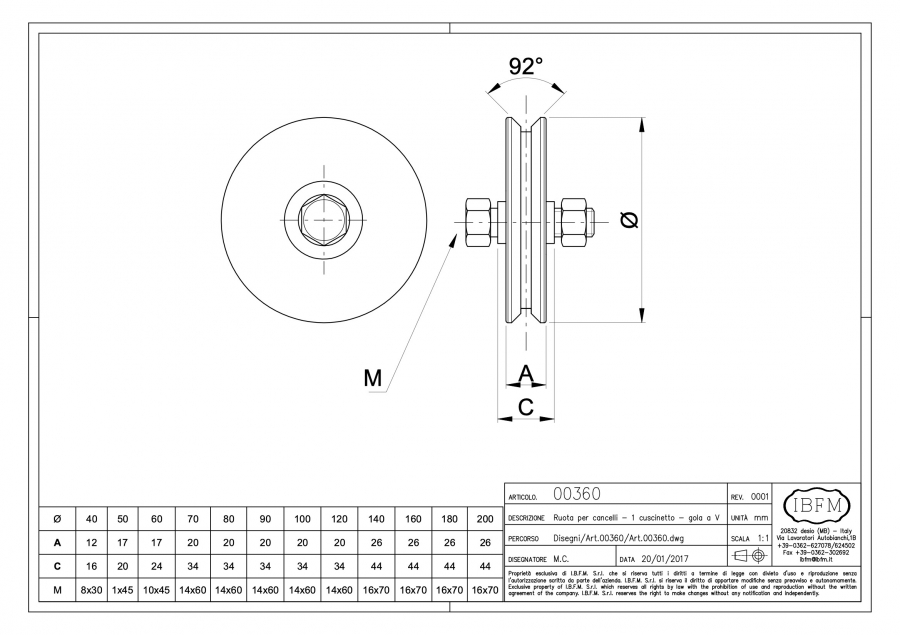 92°
Ø
M
A
C
Ø 40 50 60 70 80 90 100 120 140 160 180 200
A 12 17 17 20 20 20 20 20 26 26 26 26
C 16 20 24 34 34 34 34 34 44 44 44 44
M 8x30 1x45 10x45 14x60 14x60 14x60 14x60 14x60 16x70 16x70 16x70 16x70
ARTICOLO. 00360 REV. 0001
DESCRIZIONE Ruota per cancelli - 1 cuscinetto - gola a V UNITÀ mm
PERCORSO Disegni/Art.00360/Art.00360.dwg SCALA 1:1
DISEGNATORE M.C. DATA 20/01/2017
IBFM
20832 desio (MB) - Italy
Via Lavoratori Autobianchi,1B
+39-0362-627078/624502
Fax +39-0362-302692
ibfm@ibfm.it
Proprietà esclusiva di I.B.F.M. S.r.l. che si riserva tutti i diritti a termine di legge con divieto d'uso e riproduzione senza
l'autorizzazione scritta da parte dell'azienda. I.B.F.M. S.r.l. si riserva il diritto di apportare modifiche senza preavviso e autonomamente.
Exclusive property of I.B.F.M. S.r.l. which reserves all rights by law with the prohibition of use and reproduction without the written
agreement of the company. I.B.F.M. S.r.l. reserves the right to make changes without any notification and independently.